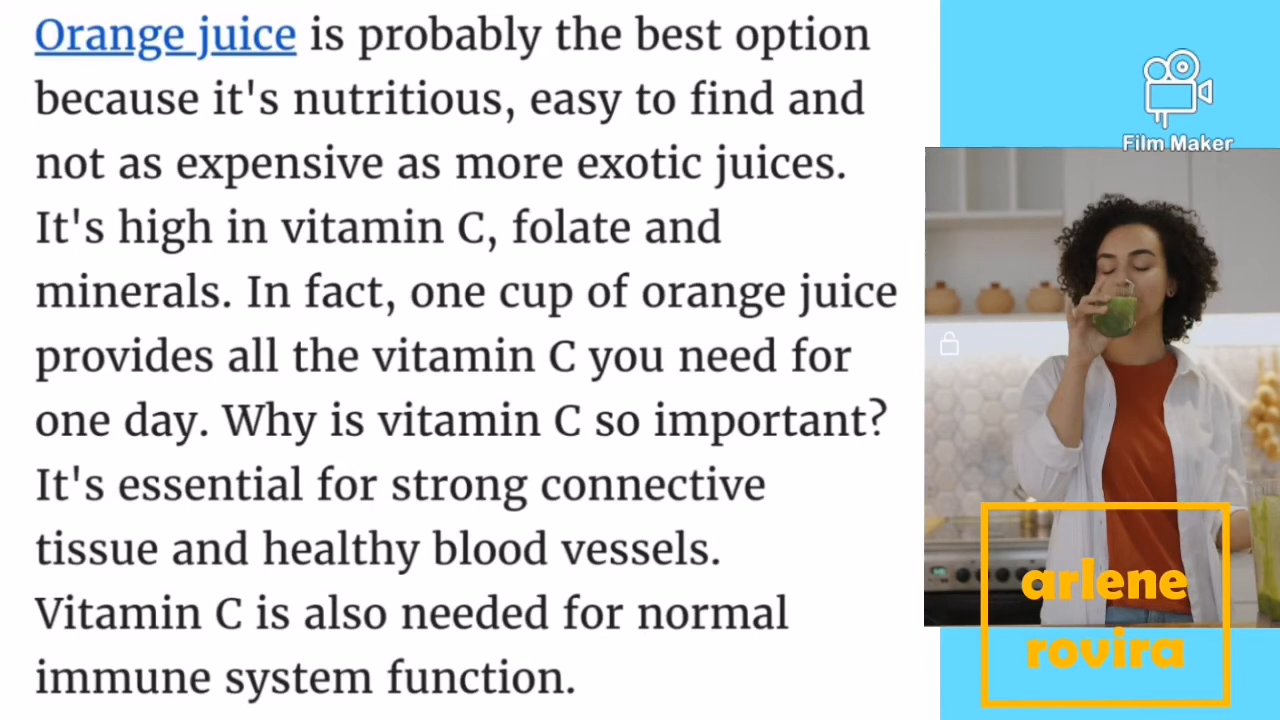 Orange juice is probably the best option
because it's nutritious, easy to find and
not as expensive as more exotic juices.
It's high in vitamin C, folate and
minerals. In fact, one cup of orange juice
provides all the vitamin C you need for
one day. Why is vitamin C so important?
It's essential for strong connective
tissue and healthy blood vessels.
Vitamin C is also needed for normal
immune system function.
Film Maker
arlene
rovira